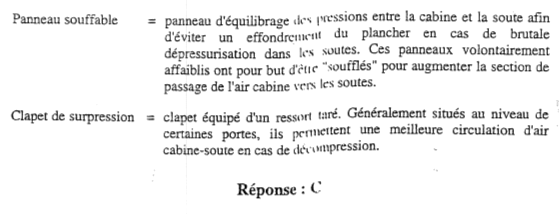 Panneau souffable = panneau d'équilibrage des pressions entre la cabine et la soute afin
d'éviter un effondrement du plancher en cas de brutale
dépressurisation dans les soutes. Ces panneaux volontairement
affaiblis ont pour but d'être "soufflés" pour augmenter la section de
passage de l'air cabine vers les soutes.
Clapet de surpression = clapet équipé d'un ressort taré. Généralement situés au niveau de
certaines portes, ils permettent une meilleure circulation d'air
cabine-soute en cas de décompression.
Réponse : C